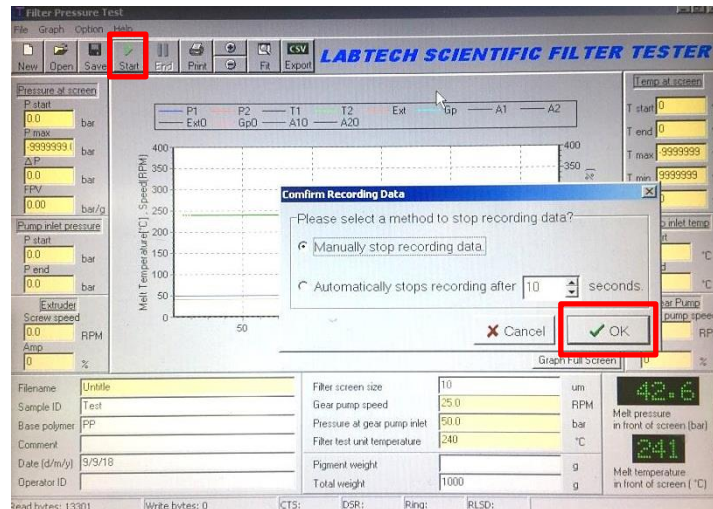 Filter Pressure Test
File Graph Option Help
New Open Save Start End Print Fit CSV Export
LABTECH SCIENTIFIC FILTER TESTER
Pressure at screen
P start
0.0 bar
P max
-9999999.( bar
ΔP
0.0 bar
FPV
0.00 bar/g
Pump inlet pressure
P start
0.0 bar
P end
0.0 bar
Extruder
Screw speed
0.0 RPM
Amp
0 %
P1 P2 T1 T2 Ext Gp A1 A2
Ext0 Gp0 A10 A20
Melt Temperature[°C], Speed[RPM]
400
350
300
250
200
150
100
50
0
50
400
350
Temp at screen
T start 0
T end 0
T max -9999999
T min 9999999
inlet temp
°C
°C
ar Pump
pump spee
RP
0 %
Comfirm Recording Data
Please select a method to stop recording data?
Manually stop recording data.
Automatically stops recording after 10 seconds.
Cancel OK
Graph Full Screen
Filename Untitle
Sample ID Test
Base polymer PP
Comment
Date (d/m/y) 9/9/18
Operator ID
Filter screen size 10 um
Gear pump speed 25.0 RPM
Pressure at gear pump inlet 50.0 bar
Filter test unit temperature 240 °C
Pigment weight g
Total weight 1000 g
42.6
Melt pressure
in front of screen (bar)
241
Melt temperature
in front of screen (°C)
Read bytes: 13301 Write bytes: 0 CTS: DSR: Ring: RLSD: